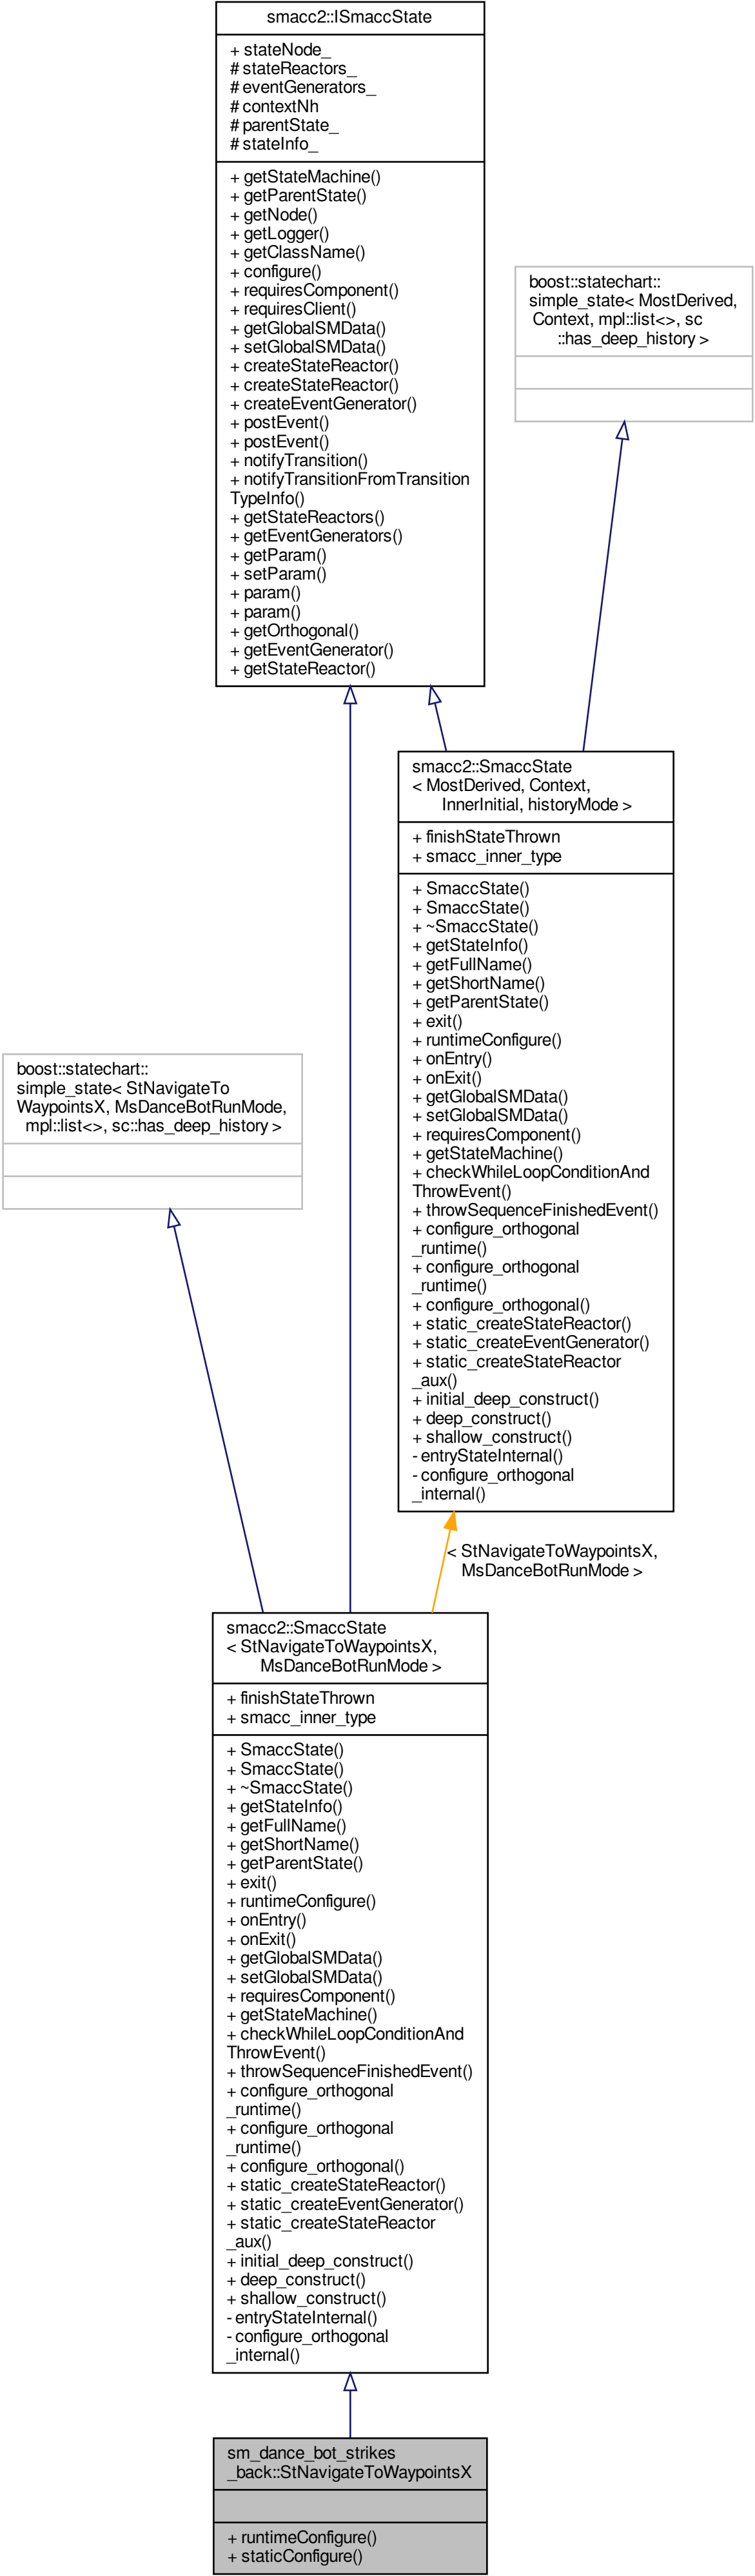 smacc2::ISmaccState
+ stateNode_
# stateReactors_
# eventGenerators_
# contextNh
# parentState_
# stateInfo_
+ getStateMachine()
+ getParentState()
+ getNode()
+ getLogger()
+ getClassName()
+ configure()
+ requiresComponent()
+ requiresClient()
+ getGlobalSMData()
+ setGlobalSMData()
+ createStateReactor()
+ createStateReactor()
+ createEventGenerator()
+ postEvent()
+ postEvent()
+ notifyTransition()
+ notifyTransitionFromTransition
TypeInfo()
+ getStateReactors()
+ getEventGenerators()
+ getParam()
+ setParam()
+ param()
+ param()
+ getOrthogonal()
+ getEventGenerator()
+ getStateReactor()
boost::statechart::
simple_state< MostDerived,
Context, mpl::list<>, sc
::has_deep_history >
smacc2::SmaccState
< MostDerived, Context,
InnerInitial, historyMode >
+ finishStateThrown
+ smacc_inner_type
+ SmaccState()
+ SmaccState()
+ ~SmaccState()
+ getStateInfo()
+ getFullName()
+ getShortName()
+ getParentState()
+ exit()
+ runtimeConfigure()
+ onEntry()
+ onExit()
+ getGlobalSMData()
+ setGlobalSMData()
+ requiresComponent()
+ getStateMachine()
+ checkWhileLoopConditionAnd
ThrowEvent()
+ throwSequenceFinishedEvent()
+ configure_orthogonal
_runtime()
+ configure_orthogonal
_runtime()
+ configure_orthogonal()
+ static_createStateReactor()
+ static_createEventGenerator()
+ static_createStateReactor
_aux()
+ initial_deep_construct()
+ deep_construct()
+ shallow_construct()
- entryStateInternal()
- configure_orthogonal
_internal()
boost::statechart::
simple_state< StNavigateTo
WaypointsX, MsDanceBotRunMode,
mpl::list<>, sc::has_deep_history >
< StNavigateToWaypointsX,
MsDanceBotRunMode >
smacc2::SmaccState
< StNavigateToWaypointsX,
MsDanceBotRunMode >
+ finishStateThrown
+ smacc_inner_type
+ SmaccState()
+ SmaccState()
+ ~SmaccState()
+ getStateInfo()
+ getFullName()
+ getShortName()
+ getParentState()
+ exit()
+ runtimeConfigure()
+ onEntry()
+ onExit()
+ getGlobalSMData()
+ setGlobalSMData()
+ requiresComponent()
+ getStateMachine()
+ checkWhileLoopConditionAnd
ThrowEvent()
+ throwSequenceFinishedEvent()
+ configure_orthogonal
_runtime()
+ configure_orthogonal
_runtime()
+ configure_orthogonal()
+ static_createStateReactor()
+ static_createEventGenerator()
+ static_createStateReactor
_aux()
+ initial_deep_construct()
+ deep_construct()
+ shallow_construct()
- entryStateInternal()
- configure_orthogonal
_internal()
sm_dance_bot_strikes
_back::StNavigateToWaypointsX
+ runtimeConfigure()
+ staticConfigure()